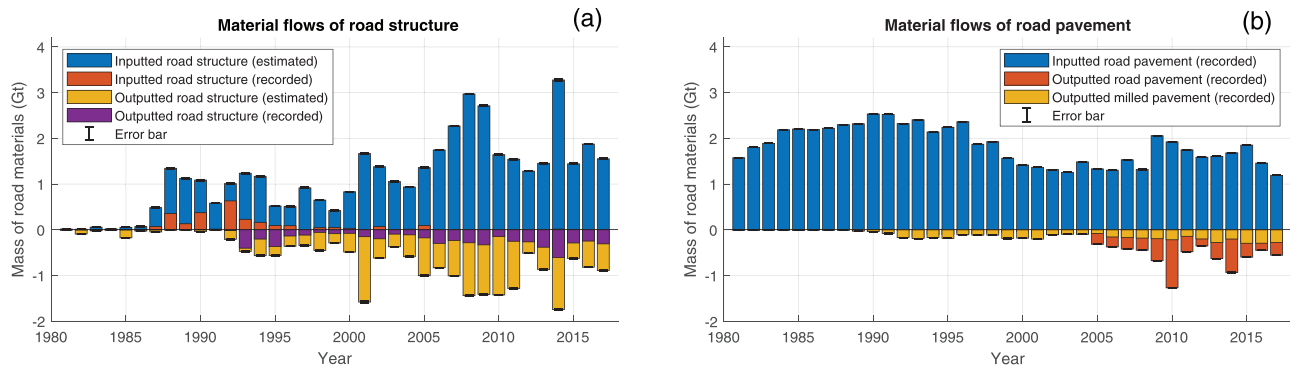 Material flows of road structure
(a)
Mass of road materials (Gt)
4
3
2
1
0
-1
-2
Inputted road structure (estimated)
Inputted road structure (recorded)
Outputted road structure (estimated)
Outputted road structure (recorded)
Error bar
1980
1985
1990
1995
2000
2005
2010
2015
Year
Material flows of road pavement
(b)
Mass of road materials (Gt)
4
3
2
1
0
-1
-2
Inputted road pavement (recorded)
Outputted road pavement (recorded)
Outputted milled pavement (recorded)
Error bar
1980
1985
1990
1995
2000
2005
2010
2015
Year